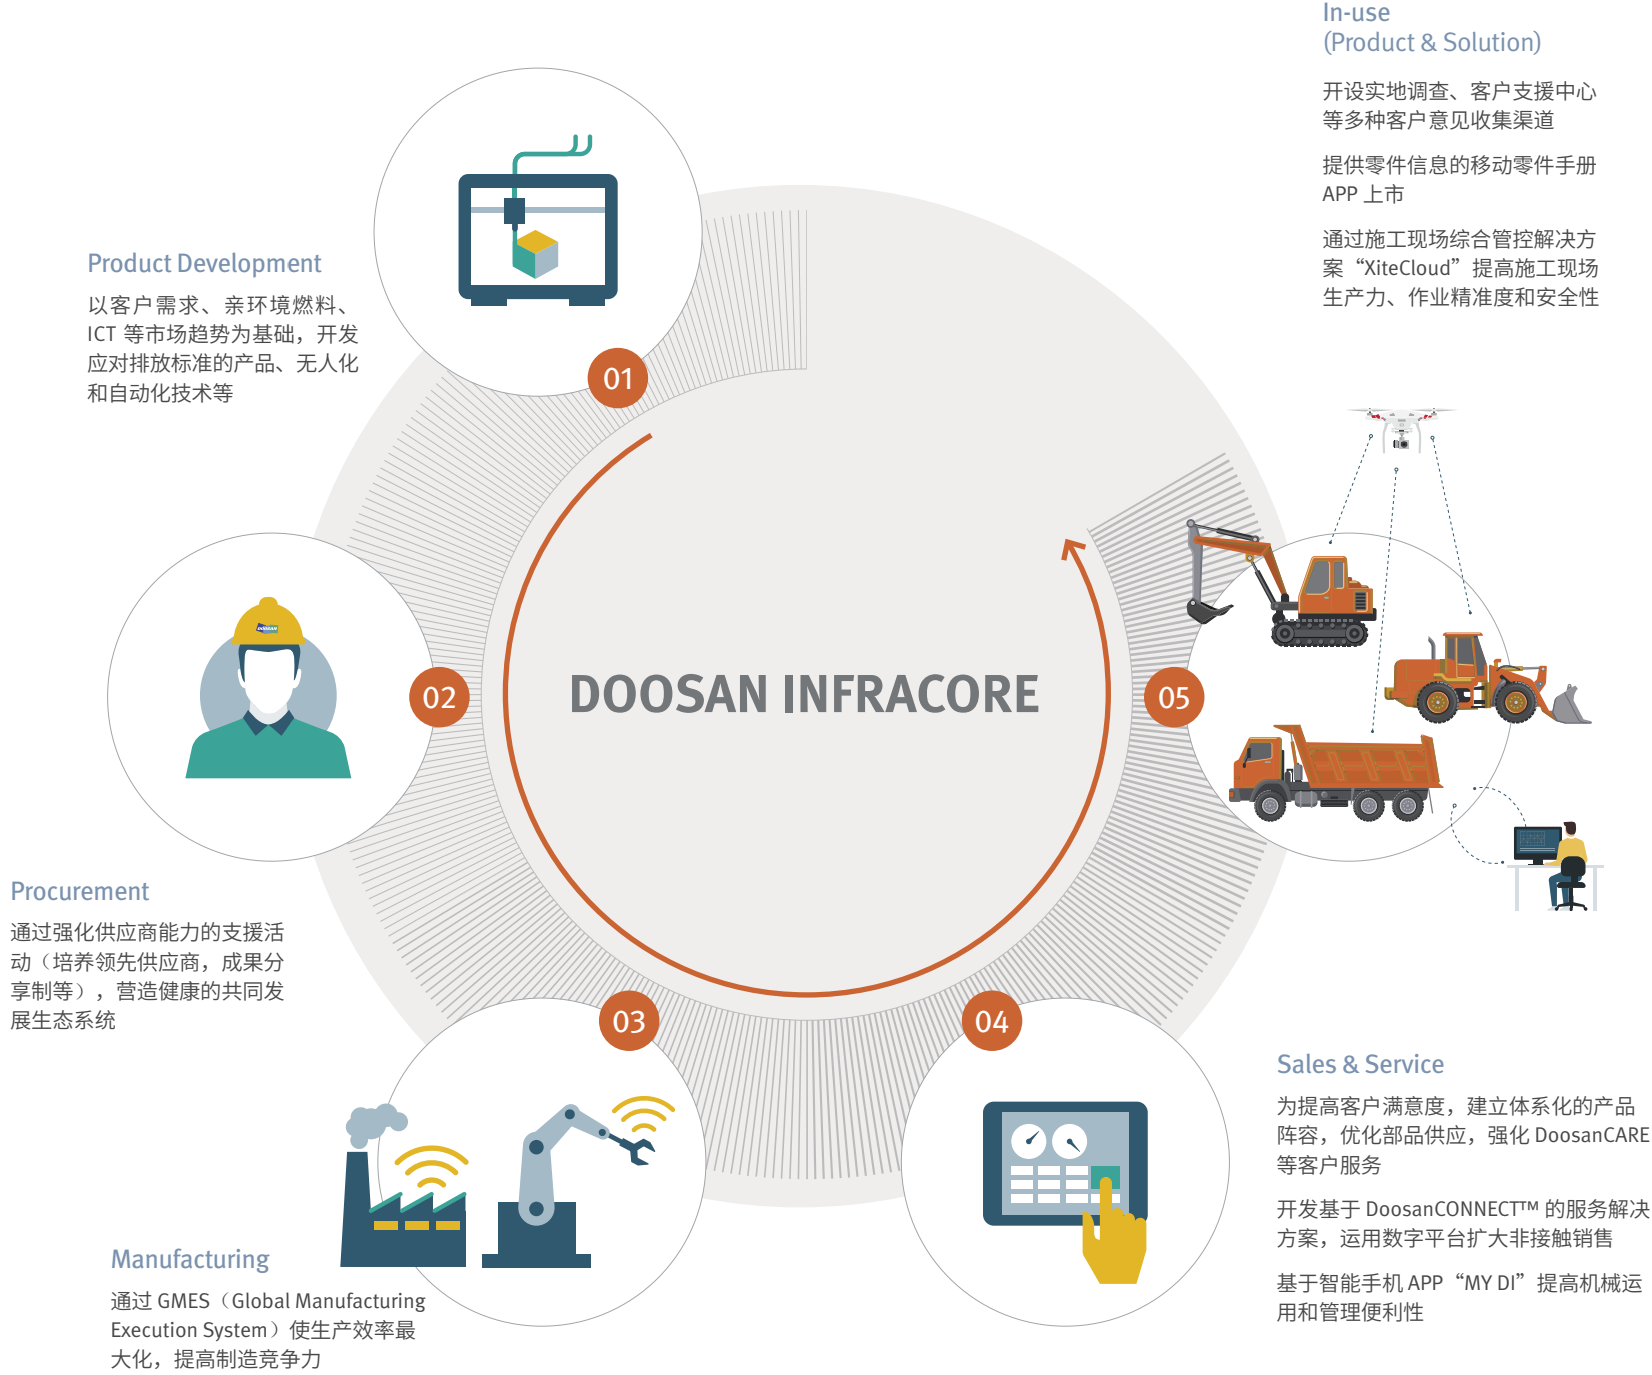 01
Product Development
以客户需求、亲环境燃料、
ICT 等市场趋势为基础，开发
应对排放标准的产品、无人化
和自动化技术等
02
DOOSAN
Procurement
通过强化供应商能力的支援活
动（培养领先供应商，成果分
享制等），营造健康的共同发
展生态系统
DOOSAN INFRACORE
03
Manufacturing
通过 GMES（Global Manufacturing
Execution System）使生产效率最
大化，提高制造竞争力
04
Sales & Service
为提高客户满意度，建立体系化的产品
阵容，优化部品供应，强化 DoosanCARE
等客户服务
开发基于 DoosanCONNECT™ 的服务解决
方案，运用数字平台扩大非接触销售
基于智能手机 APP“MY DI”提高机械运
用和管理便利性
05
In-use
(Product & Solution)
开设实地调查、客户支援中心
等多种客户意见收集渠道
提供零件信息的移动零件手册
APP 上市
通过施工现场综合管控解决方
案“XiteCloud”提高施工现场
生产力、作业精准度和安全性